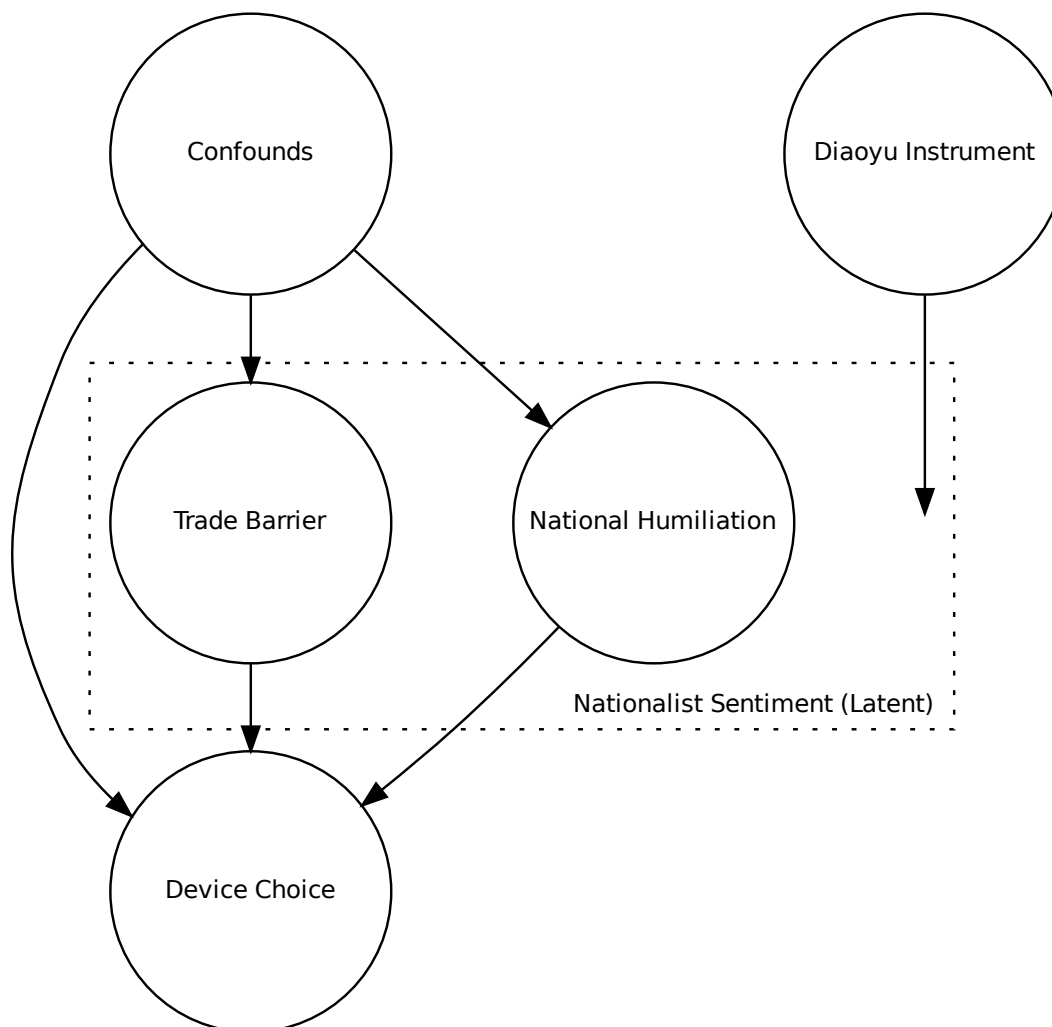 Confounds
Diaoyu Instrument
Trade Barrier
National Humiliation
Nationalist Sentiment (Latent)
Device Choice